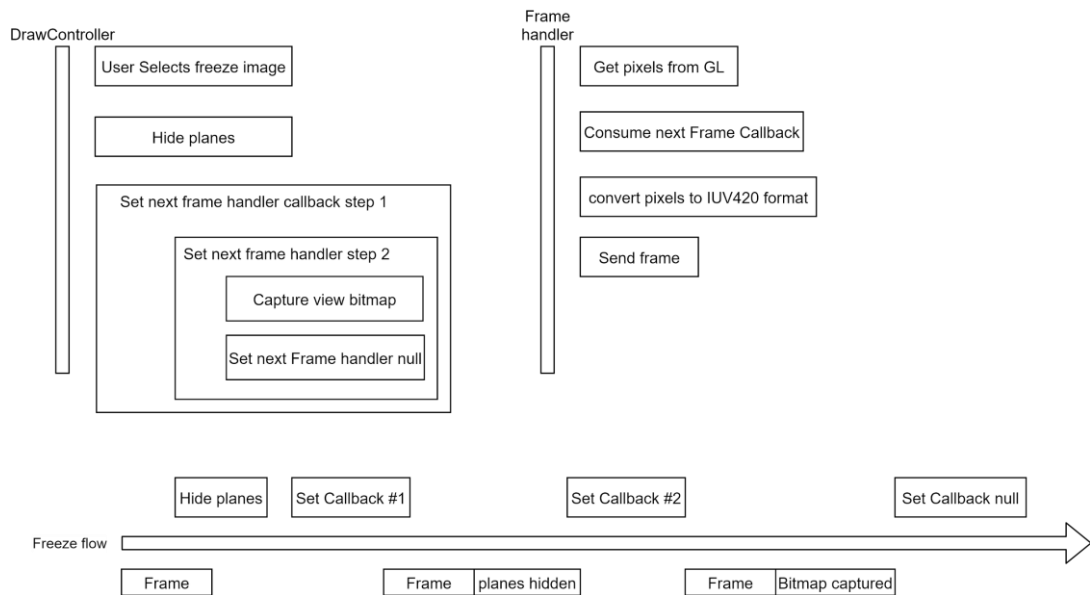 DrawController
User Selects freeze image
Hide planes
Set next frame handler callback step 1
Set next frame handler step 2
Capture view bitmap
Set next Frame handler null
Frame
handler
Get pixels from GL
Consume next Frame Callback
convert pixels to IUV420 format
Send frame
Hide planes
Set Callback #1
Set Callback #2
Set Callback null
Freeze flow
Frame
Frame
planes hidden
Frame
Bitmap captured